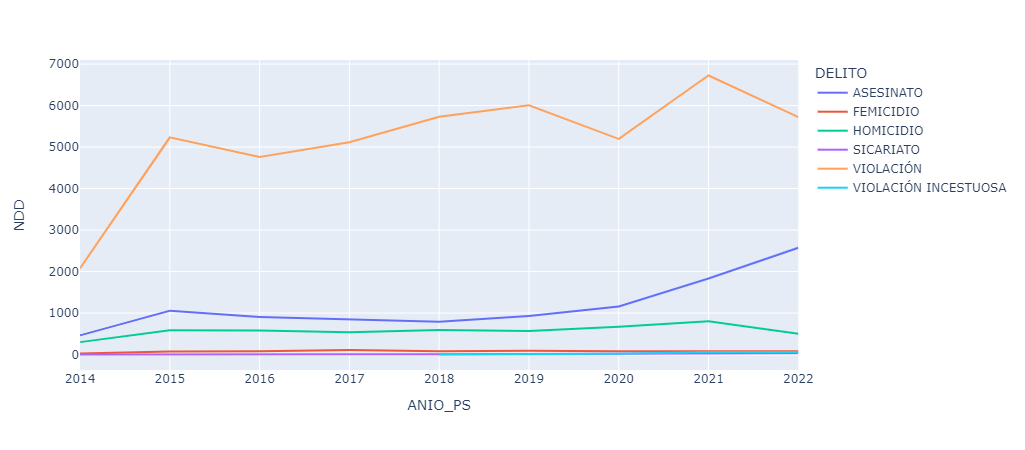 7000
6000
5000
4000
3000
2000
1000
0
NDD
2014 2015 2016 2017 2018 2019 2020 2021 2022
ANIO_PS
DELITO
ASESINATO
FEMICIDIO
HOMICIDIO
SICARIATO
VIOLACIÓN
VIOLACIÓN INCESTUOSA